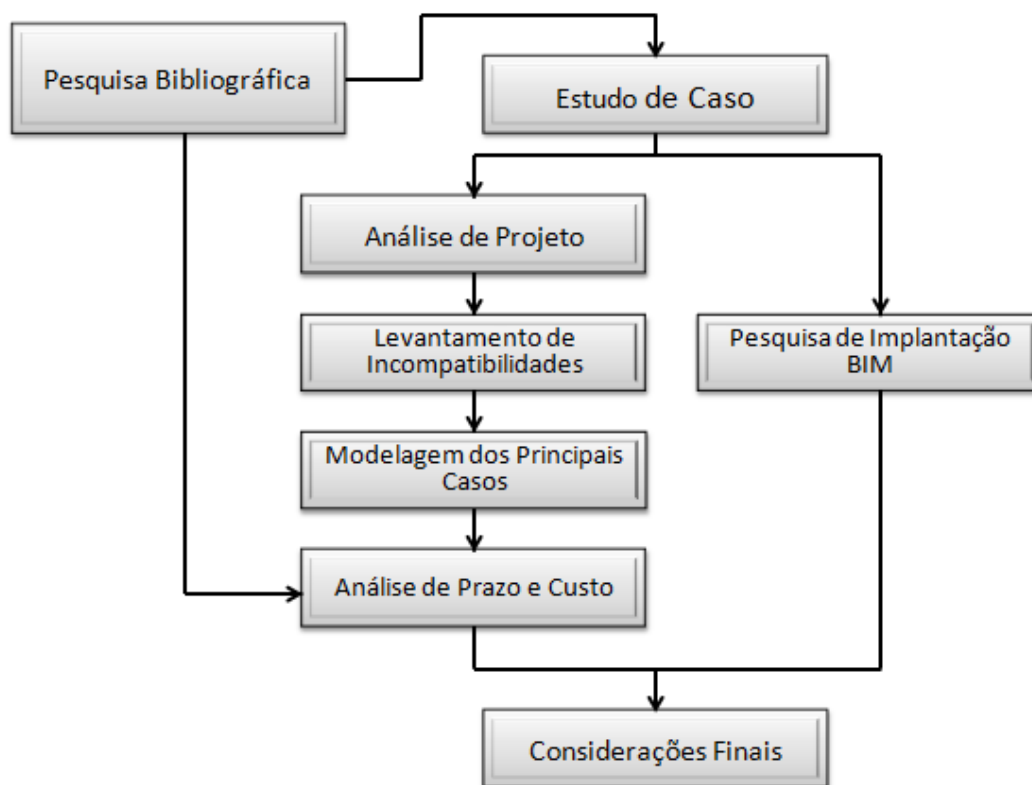 Pesquisa Bibliográfica
Estudo de Caso
Análise de Projeto
Levantamento de
Incompatibilidades
Pesquisa de Implantação
BIM
Modelagem dos Principais
Casos
Análise de Prazo e Custo
Considerações Finais